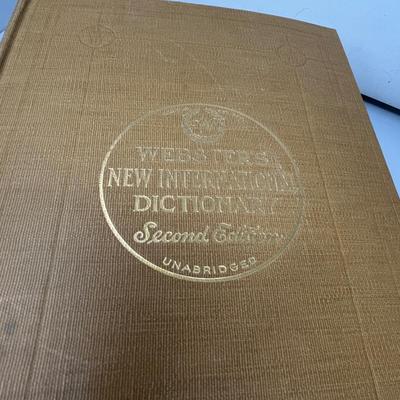 WEBSTER'S
NEW INTERNATIONAL
DICTIONARY
Second Edition
UNABRIDGED